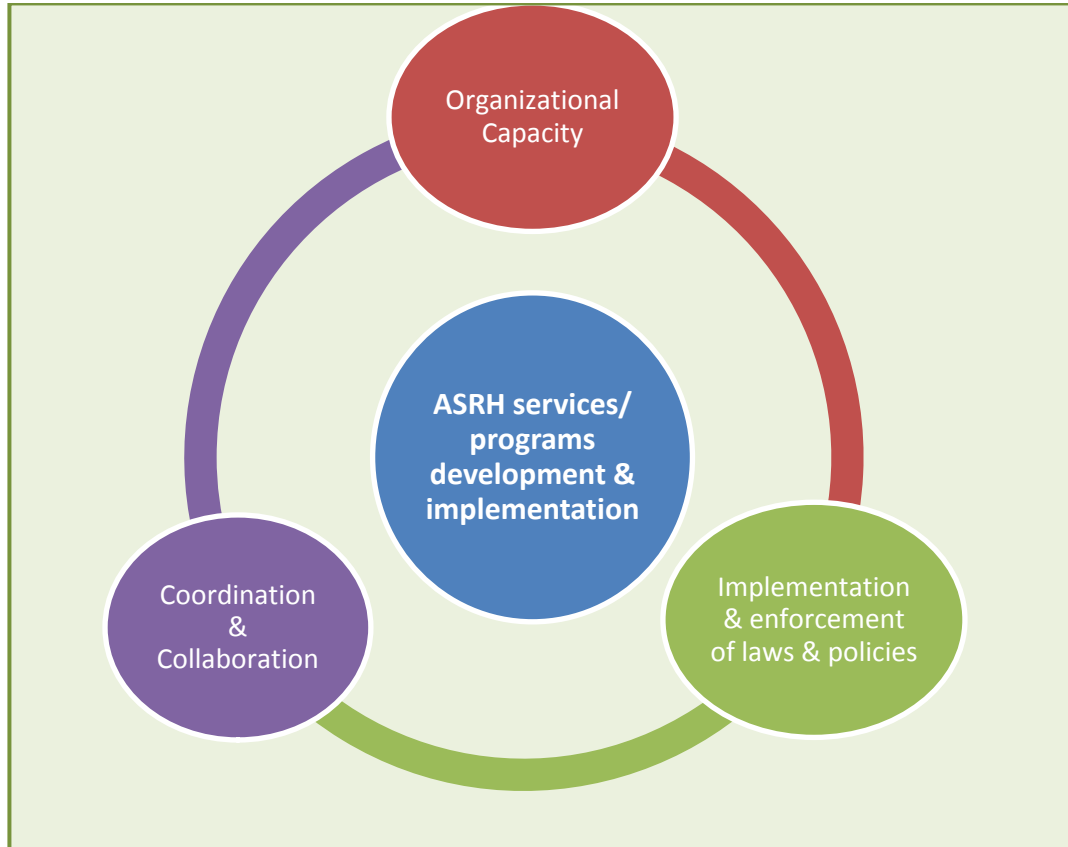 Organizational
Capacity
ASRH services/
programs
development &
implementation
Coordination
&
Collaboration
Implementation
& enforcement
of laws & policies